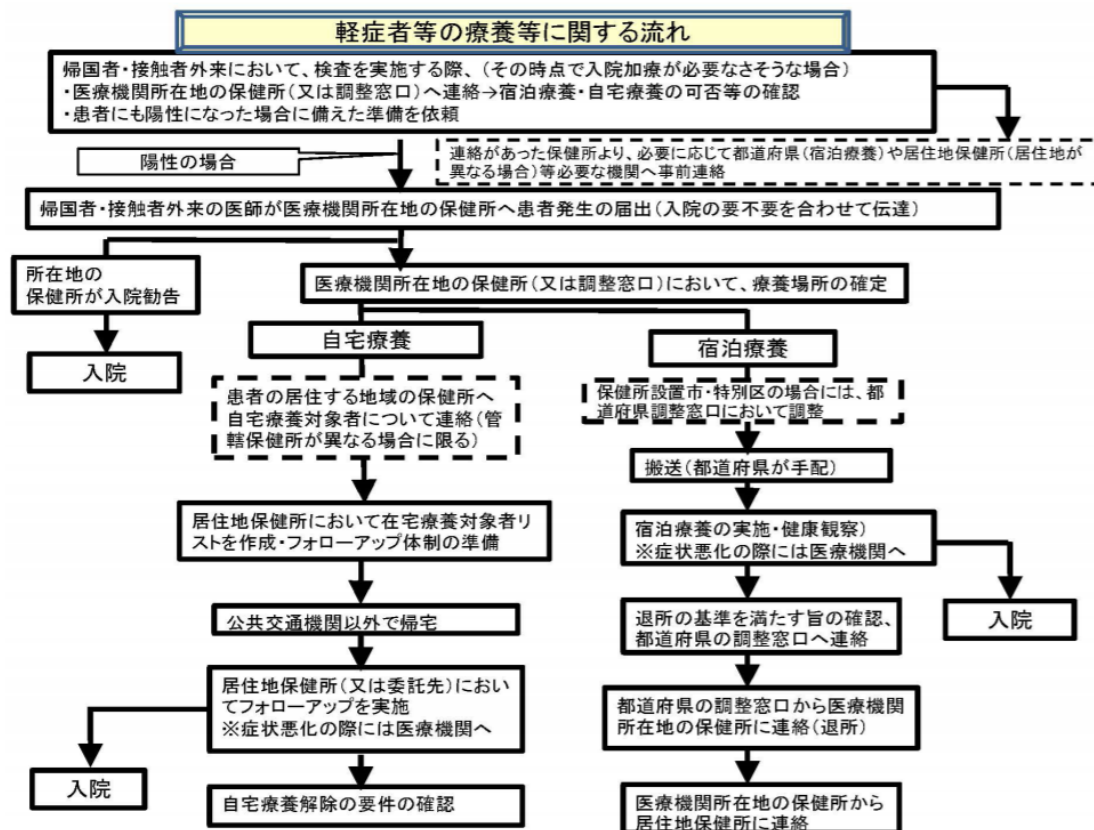 軽症者等の療養等に関する流れ
帰国者・接触者外来において、検査を実施する際、(その時点で入院加療が必要なさそうな場合)
・医療機関所在地の保健所(又は調整窓口)へ連絡→宿泊療養・自宅療養の可否等の確認
・患者にも陽性になった場合に備えた準備を依頼
陽性の場合
連絡があった保健所より、必要に応じて都道府県(宿泊療養)や居住地保健所(居住地が
異なる場合)等必要な機関へ事前連絡
帰国者・接触者外来の医師が医療機関所在地の保健所へ患者発生の届出(入院の要不要を合わせて伝達)
所在地の
保健所が入院勧告
入院
医療機関所在地の保健所(又は調整窓口)において、療養場所の確定
自宅療養
患者の居住する地域の保健所へ
自宅療養対象者について連絡(管
轄保健所が異なる場合に限る)
居住地保健所において在宅療養対象者リ
ストを作成・フォローアップ体制の準備
公共交通機関以外で帰宅
居住地保健所(又は委託先)におい
てフォローアップを実施
※症状悪化の際には医療機関へ
入院
自宅療養解除の要件の確認
宿泊療養
保健所設置市・特別区の場合には、都
道府県調整窓口において調整
搬送(都道府県が手配)
宿泊療養の実施・健康観察)
※症状悪化の際には医療機関へ
入院
退所の基準を満たす旨の確認、
都道府県の調整窓口へ連絡
都道府県の調整窓口から医療機関
所在地の保健所に連絡(退所)
医療機関所在地の保健所から
居住地保健所に連絡